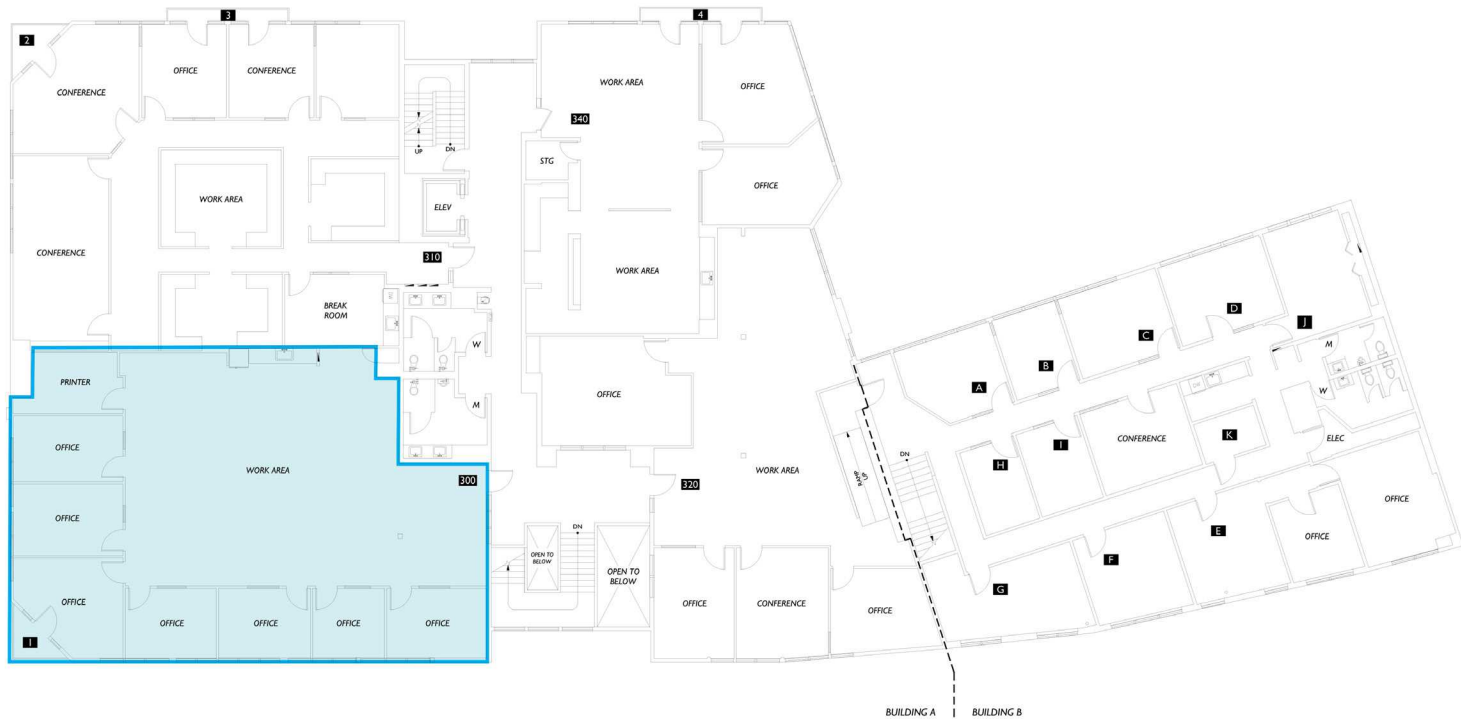 3
4
2
OFFICE
CONFERENCE
WORK AREA
OFFICE
CONFERENCE
340
UP
DN
STG
OFFICE
WORK AREA
ELEV
CONFERENCE
310
WORK AREA
BREAK
ROOM
D
J
C
W
M
B
A
W
PRINTER
OFFICE
M
K
OFFICE
CONFERENCE
I
ELEC
H
WORK AREA
300
320
WORK AREA
RAMP
UP
DN
OFFICE
OFFICE
E
OFFICE
DN
OPEN TO
BELOW
OPEN TO
BELOW
F
G
OFFICE
1
OFFICE
OFFICE
OFFICE
OFFICE
OFFICE
CONFERENCE
OFFICE
BUILDING A
BUILDING B